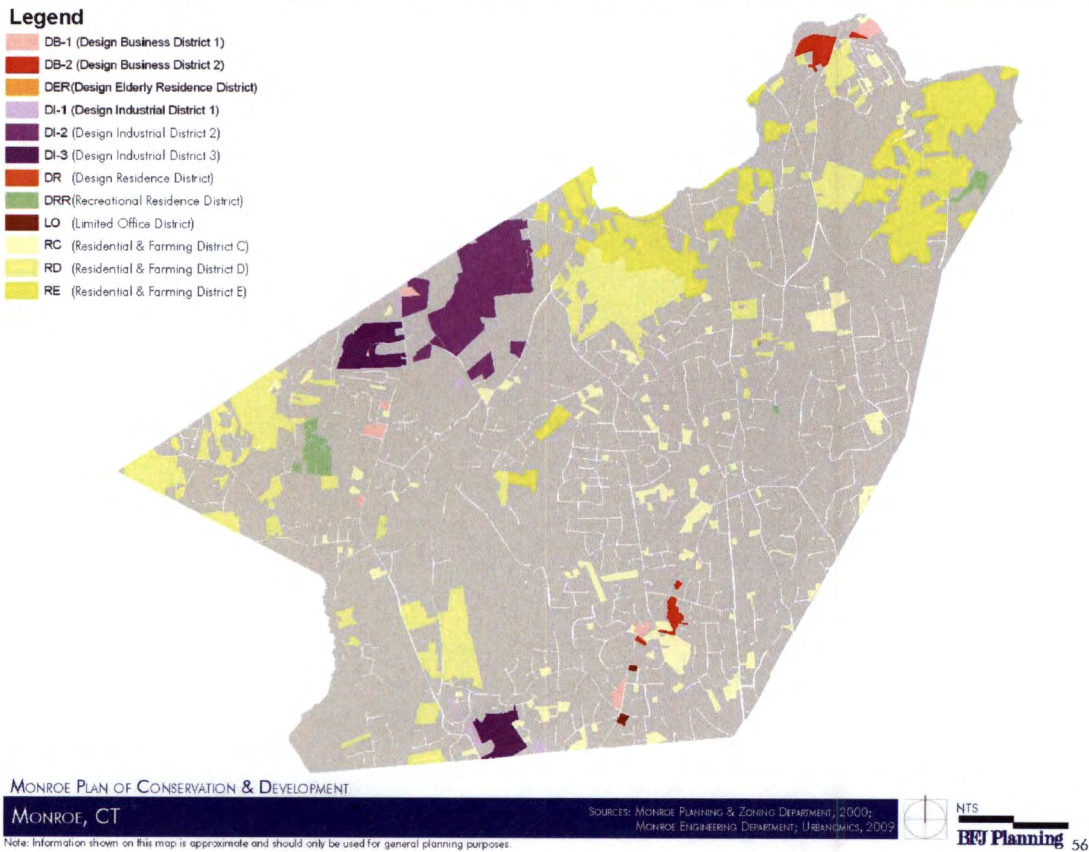 Legend
DB-1 (Design Business District 1)
DB-2 (Design Business District 2)
DER(Design Elderly Residence District)
DI-1 (Design Industrial District 1)
DI-2 (Design Industrial District 2)
DI-3 (Design Industrial District 3)
DR (Design Residence District)
DRR(Recreational Residence District)
LO (Limited Office District)
RC (Residential & Farming District C)
RD (Residential & Farming District D)
RE (Residential & Farming District E)
MONROE PLAN OF CONSERVATION & DEVELOPMENT
MONROE, CT
SOURCES: MONROE PLANNING & ZONING DEPARTMENT, 2000;
MONROE ENGINEERING DEPARTMENT; URBANOMICS, 2009
NTS
BFJ Planning 56
Note: Information shown on this map is approximate and should only be used for general planning purposes.